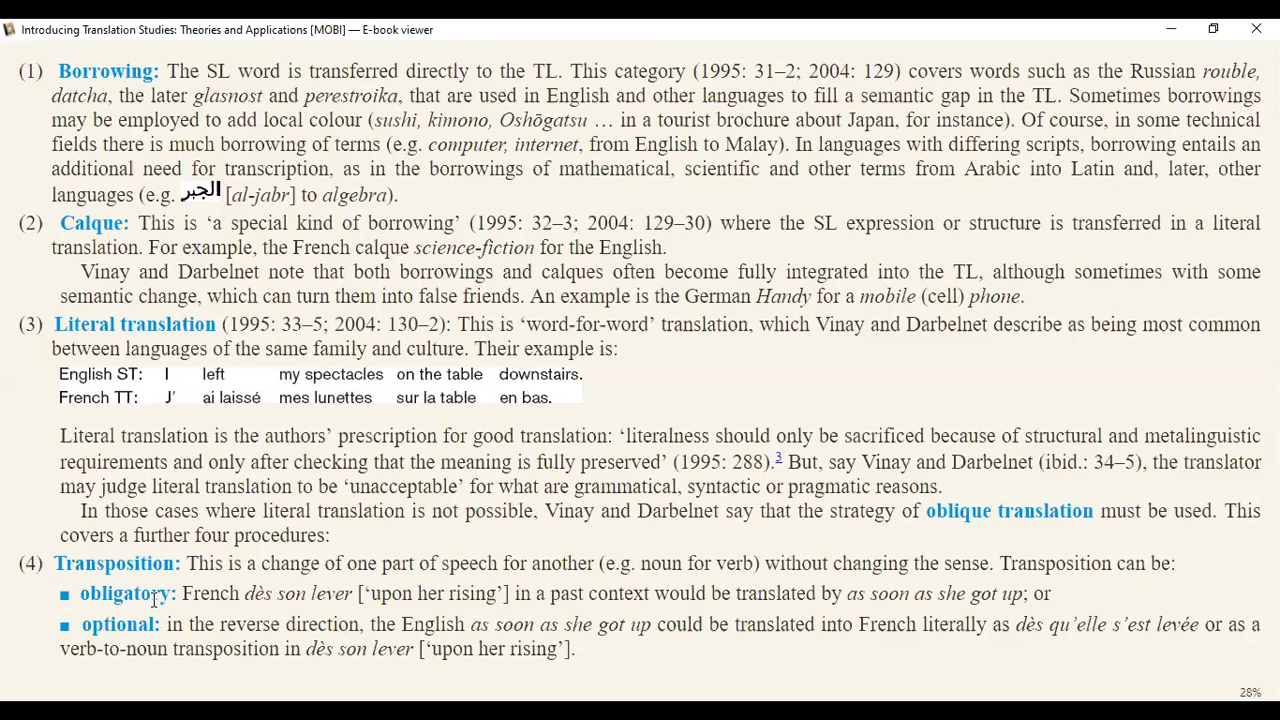 Introducing Translation Studies: Theories and Applications [MOBI] — E-book viewer
(1) Borrowing: The SL word is transferred directly to the TL. This category (1995: 31–2; 2004: 129) covers words such as the Russian rouble,
datcha, the later glasnost and perestroika, that are used in English and other languages to fill a semantic gap in the TL. Sometimes borrowings
may be employed to add local colour (sushi, kimono, Oshōgatsu … in a tourist brochure about Japan, for instance). Of course, in some technical
fields there is much borrowing of terms (e.g. computer, internet, from English to Malay). In languages with differing scripts, borrowing entails an
additional need for transcription, as in the borrowings of mathematical, scientific and other terms from Arabic into Latin and, later, other
languages (e.g. الجبر [al-jabr] to algebra).
(2) Calque: This is ‘a special kind of borrowing’ (1995: 32–3; 2004: 129–30) where the SL expression or structure is transferred in a literal
translation. For example, the French calque science-fiction for the English.
Vinay and Darbelnet note that both borrowings and calques often become fully integrated into the TL, although sometimes with some
semantic change, which can turn them into false friends. An example is the German Handy for a mobile (cell) phone.
(3) Literal translation (1995: 33–5; 2004: 130–2): This is ‘word-for-word’ translation, which Vinay and Darbelnet describe as being most common
between languages of the same family and culture. Their example is:
English ST: I left my spectacles on the table downstairs.
French TT: J’ ai laissé mes lunettes sur la table en bas.
Literal translation is the authors’ prescription for good translation: ‘literalness should only be sacrificed because of structural and metalinguistic
requirements and only after checking that the meaning is fully preserved’ (1995: 288).3 But, say Vinay and Darbelnet (ibid.: 34–5), the translator
may judge literal translation to be ‘unacceptable’ for what are grammatical, syntactic or pragmatic reasons.
In those cases where literal translation is not possible, Vinay and Darbelnet say that the strategy of oblique translation must be used. This
covers a further four procedures:
(4) Transposition: This is a change of one part of speech for another (e.g. noun for verb) without changing the sense. Transposition can be:
■ obligatory: French dès son lever [‘upon her rising’] in a past context would be translated by as soon as she got up; or
■ optional: in the reverse direction, the English as soon as she got up could be translated into French literally as dès qu’elle s’est levée or as a
verb-to-noun transposition in dès son lever [‘upon her rising’].
28%